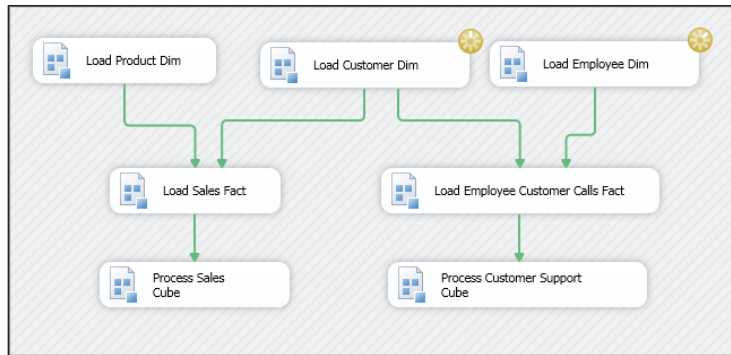 Load Product Dim
Load Customer Dim
Load Employee Dim
Load Sales Fact
Load Employee Customer Calls Fact
Process Sales
Cube
Process Customer Support
Cube